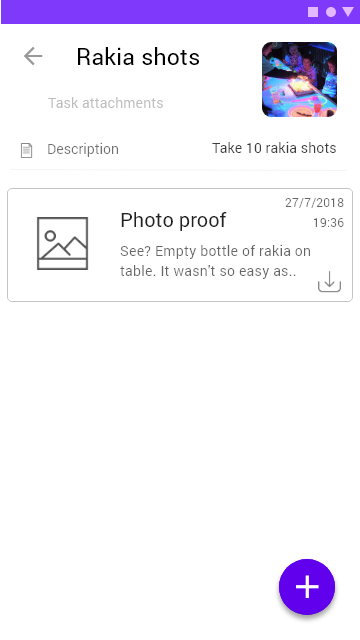 Rakia shots
Task attachments
Description
Take 10 rakia shots
27/7/2018
19:36
Photo proof
See? Empty bottle of rakia on
table. It wasn't so easy as..